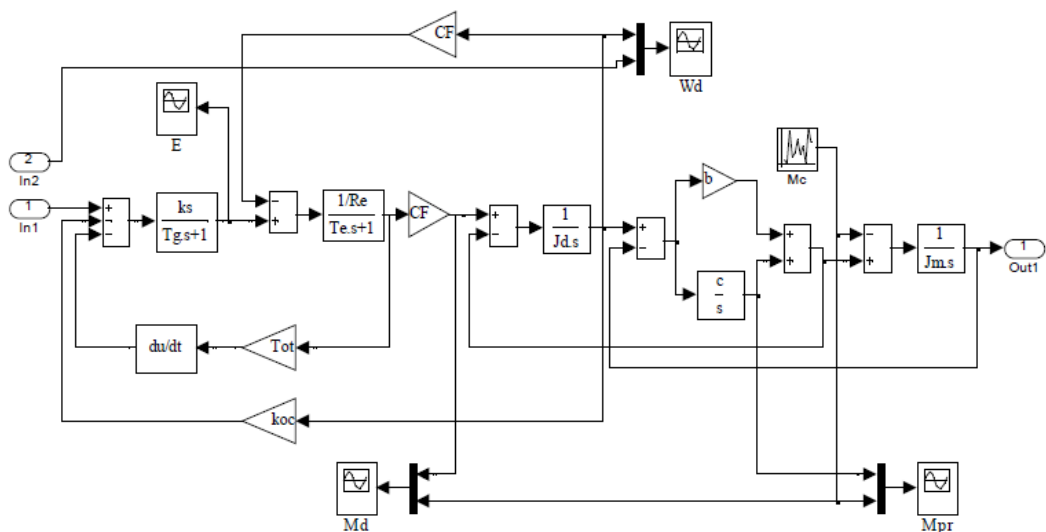 CF
Wd
E
2
In2
1
In1
ks
Tg.s+1
1/Re
Te.s+1
CF
1
Jd.s
b
Mc
c
s
1
Jm.s
1
Out1
du/dt
Tot
koc
Md
Mpr